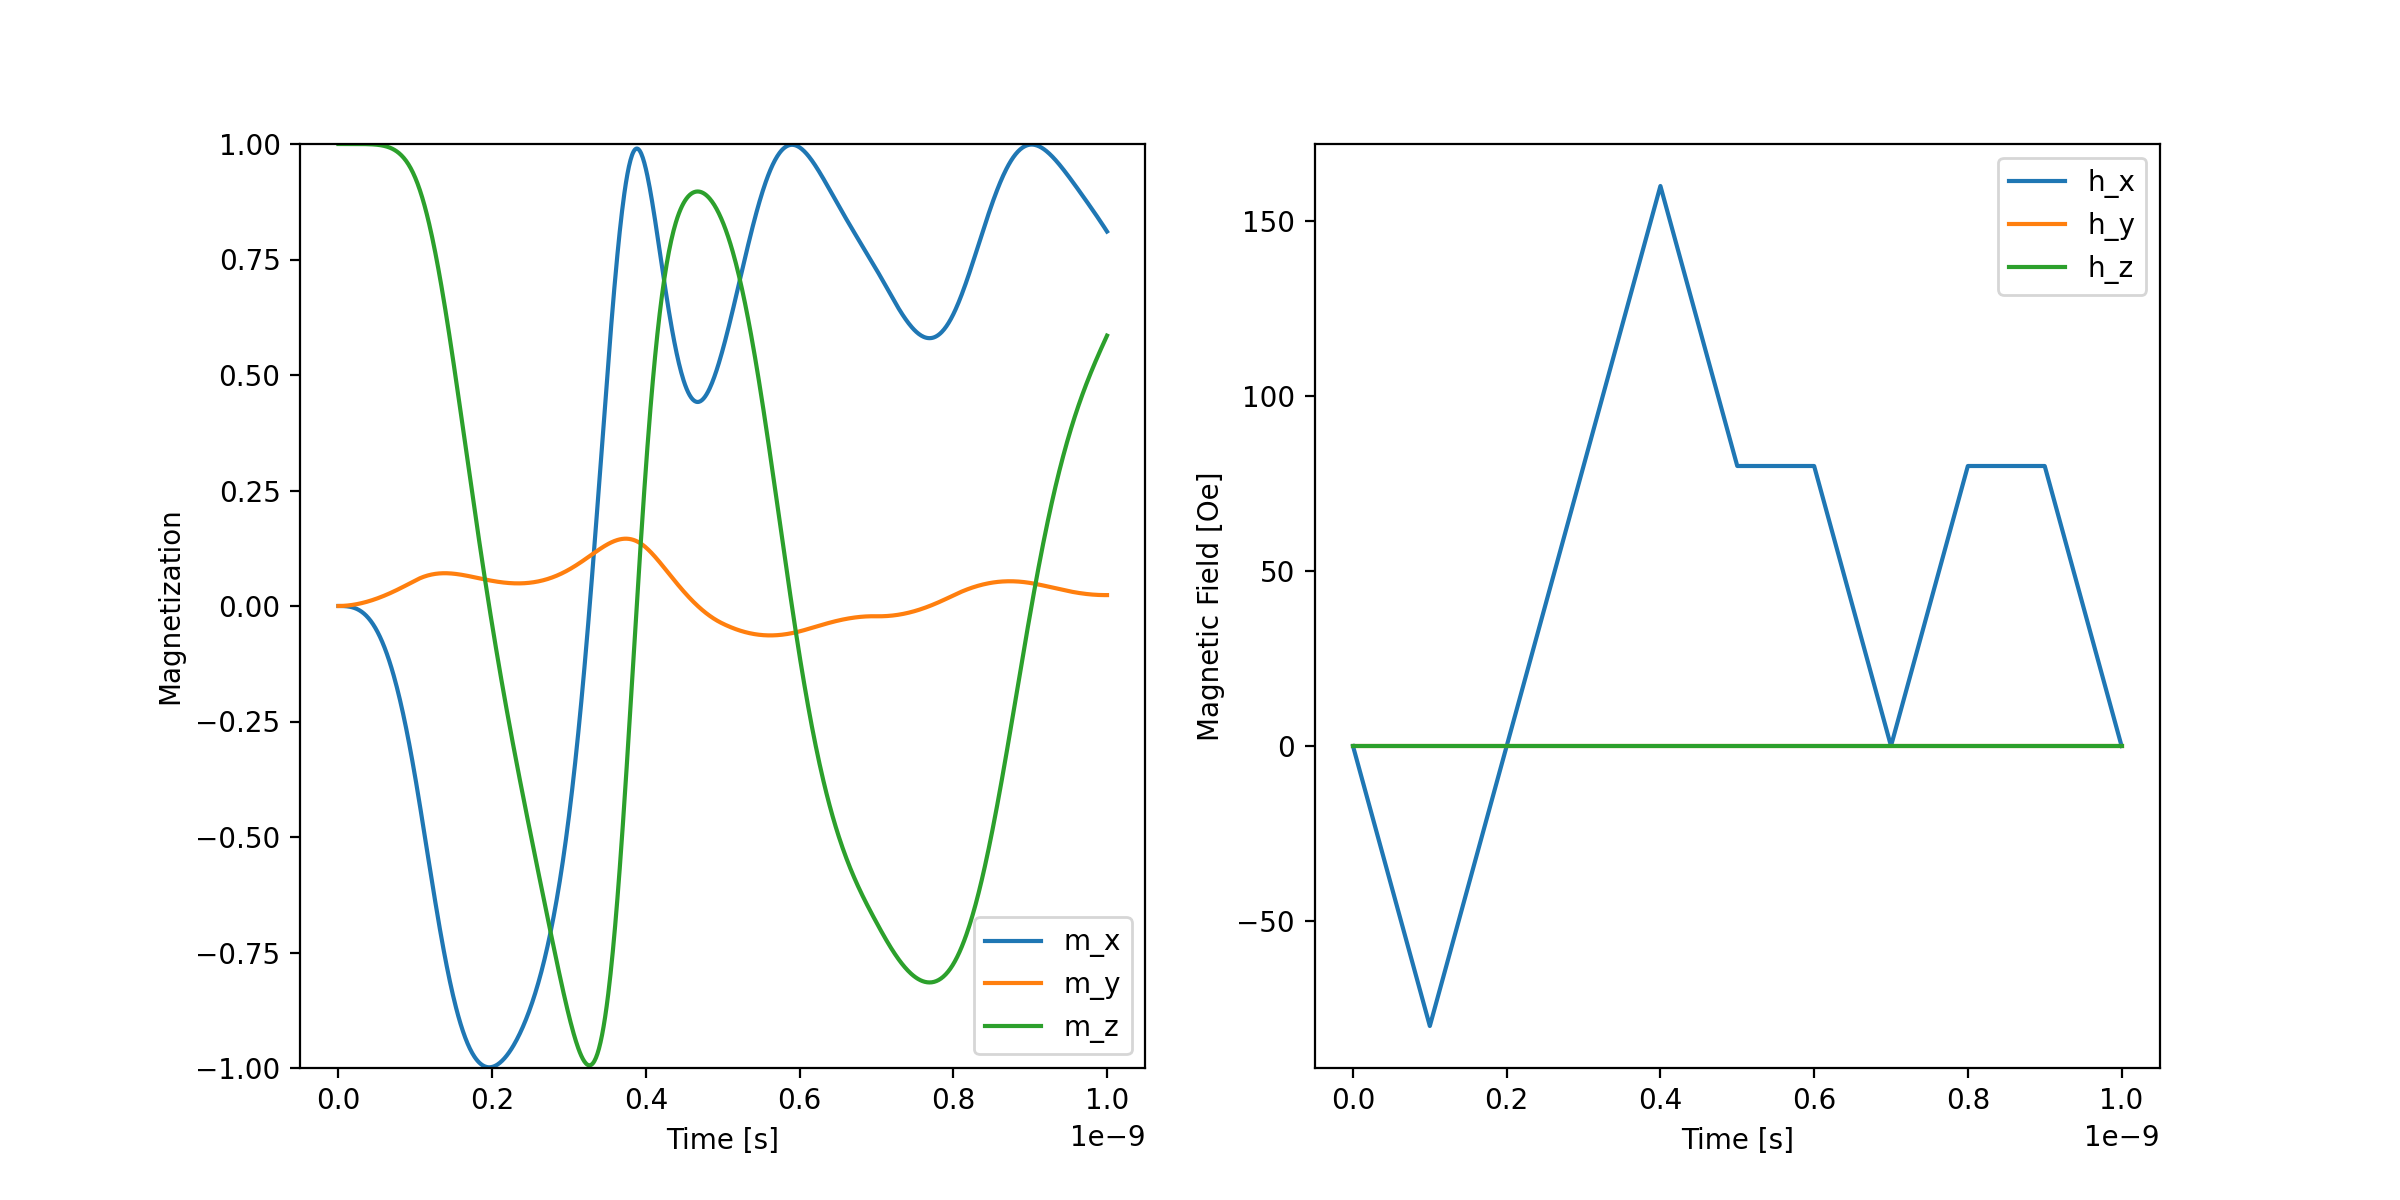 1.00
0.75
0.50
0.25
0.00
−0.25
−0.50
−0.75
−1.00
Magnetization
0.0 0.2 0.4 0.6 0.8 1.0
Time [s]
1e−9
m_x
m_y
m_z
150
100
50
0
−50
Magnetic Field [Oe]
0.0 0.2 0.4 0.6 0.8 1.0
Time [s]
1e−9
h_x
h_y
h_z